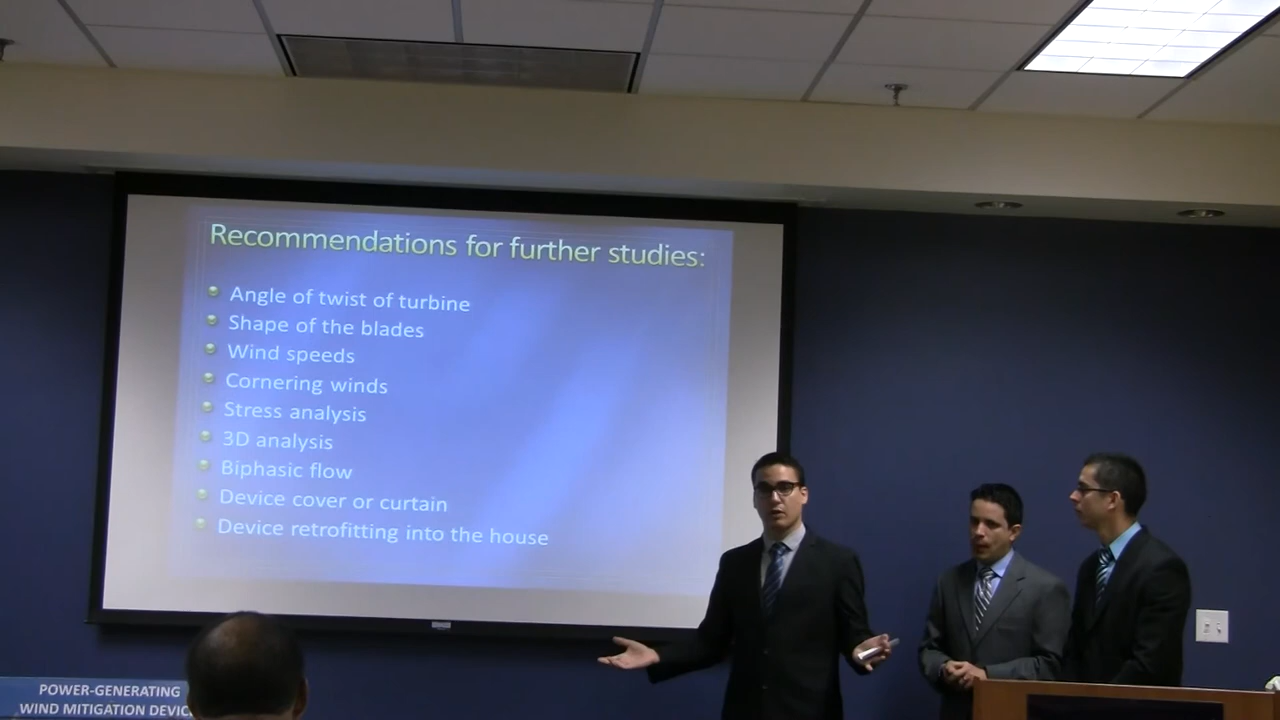 Recommendations for further studies:
Angle of twist of turbine
Shape of the blades
Wind speeds
Cornering winds
Stress analysis
3D analysis
Biphasic flow
Device cover or curtain
Device retrofitting into the house
POWER-GENERATING
WIND MITIGATION DEVIC